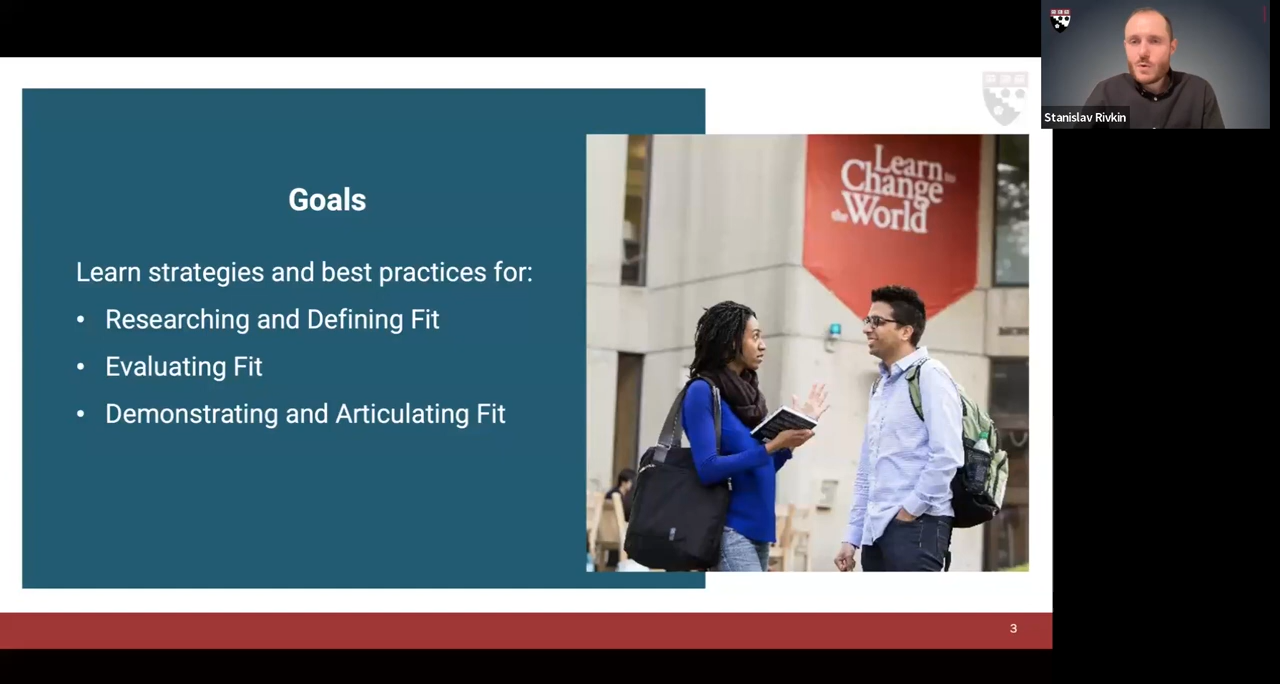 Stanislav Rivkin
Goals
Learn strategies and best practices for:
• Researching and Defining Fit
• Evaluating Fit
• Demonstrating and Articulating Fit
Learn to
Change
the World
3